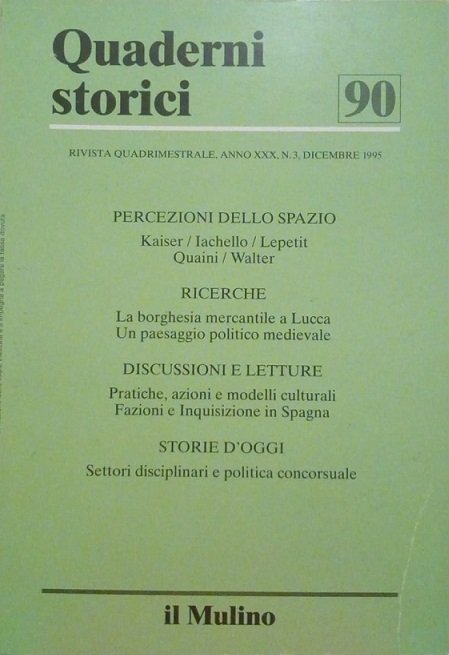 Quaderni
storici
90
RIVISTA QUADRIMESTRALE, ANNO XXX, N. 3, DICEMBRE 1995
PERCEZIONI DELLO SPAZIO
Kaiser / Iachello / Lepetit
Quaini / Walter
RICERCHE
La borghesia mercantile a Lucca
Un paesaggio politico medievale
DISCUSSIONI E LETTURE
Pratiche, azioni e modelli culturali
Fazioni e Inquisizione in Spagna
STORIE D'OGGI
Settori disciplinari e politica concorsuale
il Mulino